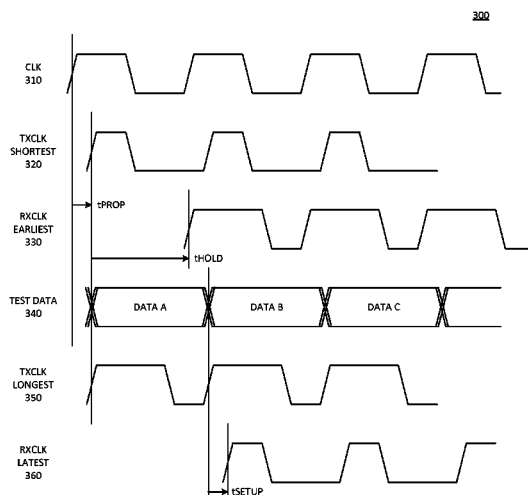 300
CLK
310
TXCLK
SHORTEST
320
tPROP
RXCLK
EARLIEST
330
tHOLD
TEST DATA
340
DATA A
DATA B
DATA C
TXCLK
LONGEST
350
RXCLK
LATEST
360
tSETUP